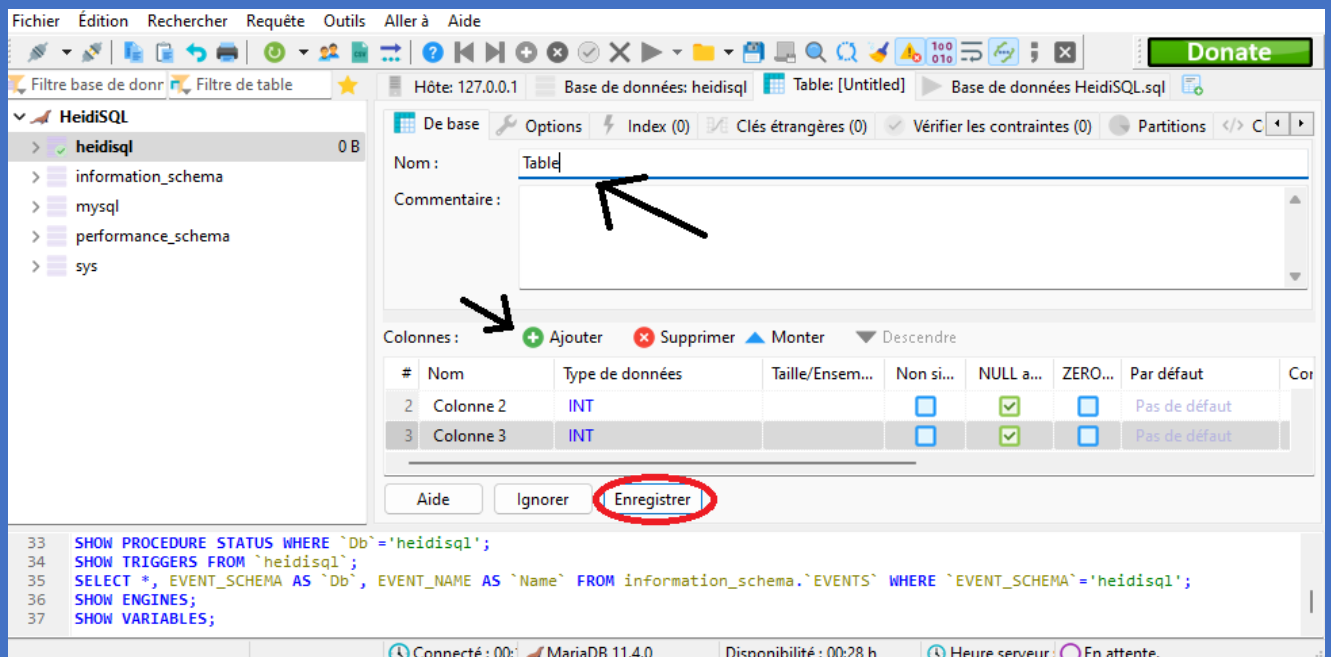 Fichier Édition Rechercher Requête Outils Aller à Aide
Donate
Filtre base de donr Filtre de table
Hôte: 127.0.0.1 Base de données: heidisql Table: [Untitled] Base de données HeidiSQL.sql
HeidiSQL
heidisql 0 B
information_schema
mysql
performance_schema
sys
De base Options Index (0) Clés étrangères (0) Vérifier les contraintes (0) Partitions </> C
Nom : Table
Commentaire :
Colonnes : Ajouter Supprimer Monter Descendre
# Nom Type de données Taille/Ensem... Non si... NULL a... ZERO... Par défaut Cor
2 Colonne 2 INT Pas de défaut
3 Colonne 3 INT Pas de défaut
Aide Ignorer Enregistrer
33 SHOW PROCEDURE STATUS WHERE `Db`='heidisql';
34 SHOW TRIGGERS FROM `heidisql`;
35 SELECT *, EVENT_SCHEMA AS `Db`, EVENT_NAME AS `Name` FROM information_schema.`EVENTS` WHERE `EVENT_SCHEMA`='heidisql';
36 SHOW ENGINES;
37 SHOW VARIABLES;
Connecté : 00: MariaDB 11.4.0 Disponibilité : 00:28 h Heure serveur : En attente.